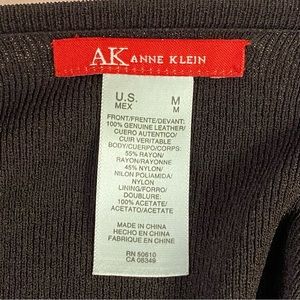 AK ANNE KLEIN
U.S. M
MEX M
FRONT/FRENTE/DEVANT:
100% GENUINE LEATHER/
CUERO AUTENTICO/
CUIR VERITABLE
BODY/CUERPO/CORPS:
55% RAYON/
RAYON/RAYONNE
45% NYLON/
NILON POLIAMIDA/
NYLON
LINING/FORRO/
DOUBLURE:
100% ACETATE/
ACETATO/ACETATE
MADE IN CHINA
HECHO EN CHINA
FABRIQUE EN CHINE
RN 50610
CA 08349